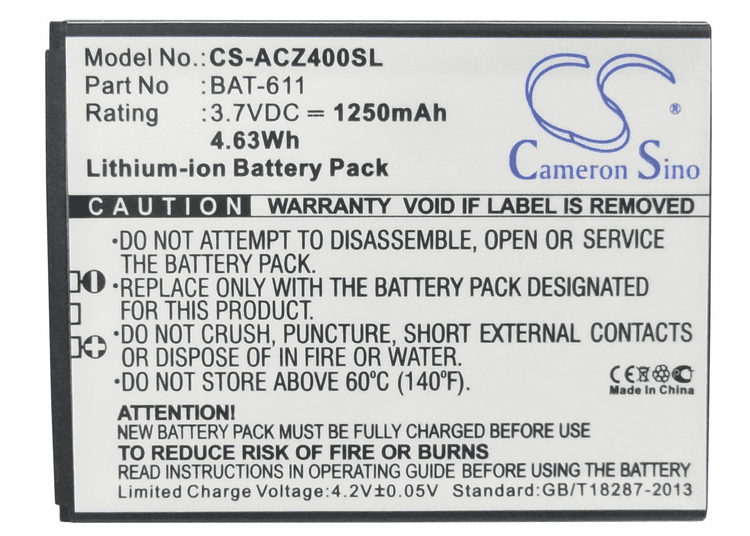 Model No.: CS-ACZ400SL
Part No. : BAT-611
Rating : 3.7VDC = 1250mAh
4.63Wh
Lithium-ion Battery Pack
CS ®
Cameron Sino
CAUTION WARRANTY VOID IF LABEL IS REMOVED
·DO NOT ATTEMPT TO DISASSEMBLE, OPEN OR SERVICE
THE BATTERY PACK.
·REPLACE ONLY WITH THE BATTERY PACK DESIGNATED
FOR THIS PRODUCT.
·DO NOT CRUSH, PUNCTURE, SHORT EXTERNAL CONTACTS
OR DISPOSE OF IN FIRE OR WATER.
·DO NOT STORE ABOVE 60ºC (140ºF).
CE
Made In China
ATTENTION:
NEW BATTERY PACK MUST BE FULLY CHARGED BEFORE USE
TO REDUCE RISK OF FIRE OR BURNS
READ INSTRUCTIONS IN OPERATING GUIDE BEFORE USING BATTERY
Limited Charge Voltage:4.2V±0.05V Standard:GB/T18287-2013